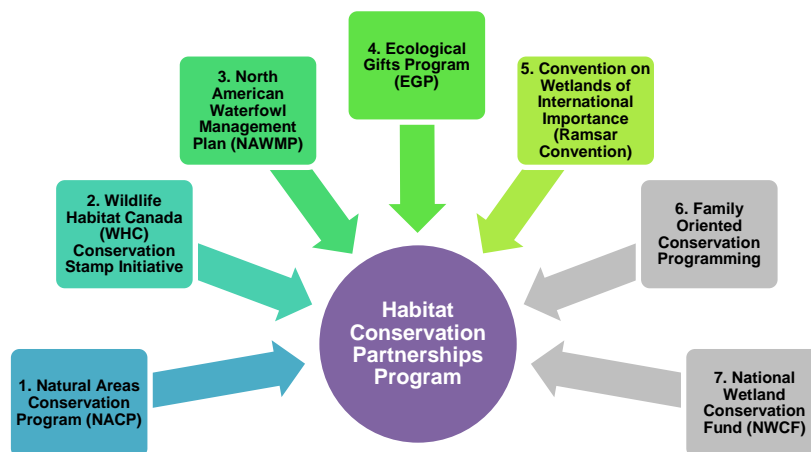 1. Natural Areas
Conservation
Program (NACP)
2. Wildlife
Habitat Canada
(WHC)
Conservation
Stamp Initiative
3. North
American
Waterfowl
Management
Plan (NAWMP)
4. Ecological
Gifts Program
(EGP)
5. Convention on
Wetlands of
International
Importance
(Ramsar
Convention)
6. Family
Oriented
Conservation
Programming
7. National
Wetland
Conservation
Fund (NWCF)
Habitat
Conservation
Partnerships
Program